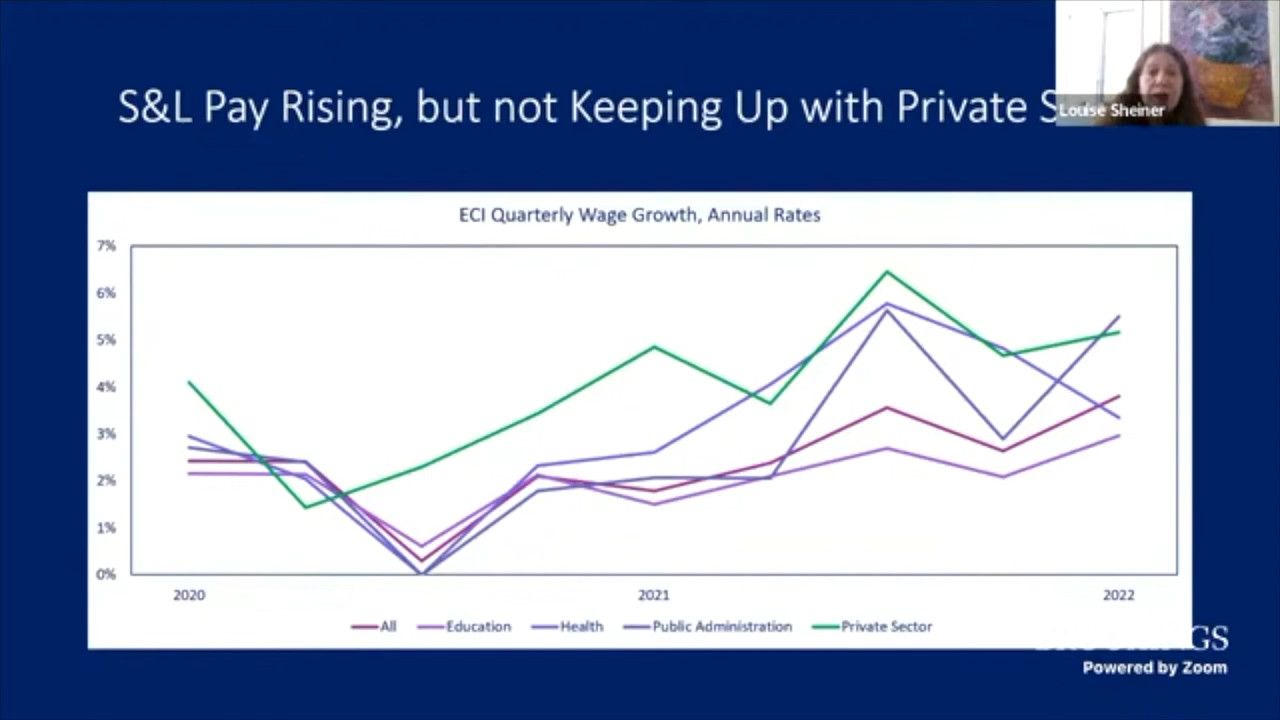 S&L Pay Rising, but not Keeping Up with Private S
Louise Sheiner
ECI Quarterly Wage Growth, Annual Rates
7%
6%
5%
4%
3%
2%
1%
0%
2020 2021 2022
All Education Health Public Administration Private Sector
Powered by Zoom